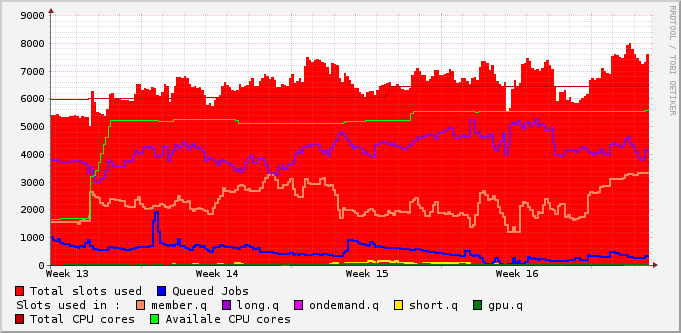 9000
8000
7000
6000
5000
4000
3000
2000
1000
0
Week 13 Week 14 Week 15 Week 16
RRDTOOL / TOBI OETIKER
Total slots used Queued Jobs
Slots used in : member.q long.q ondemand.q short.q gpu.q
Total CPU cores Availale CPU cores